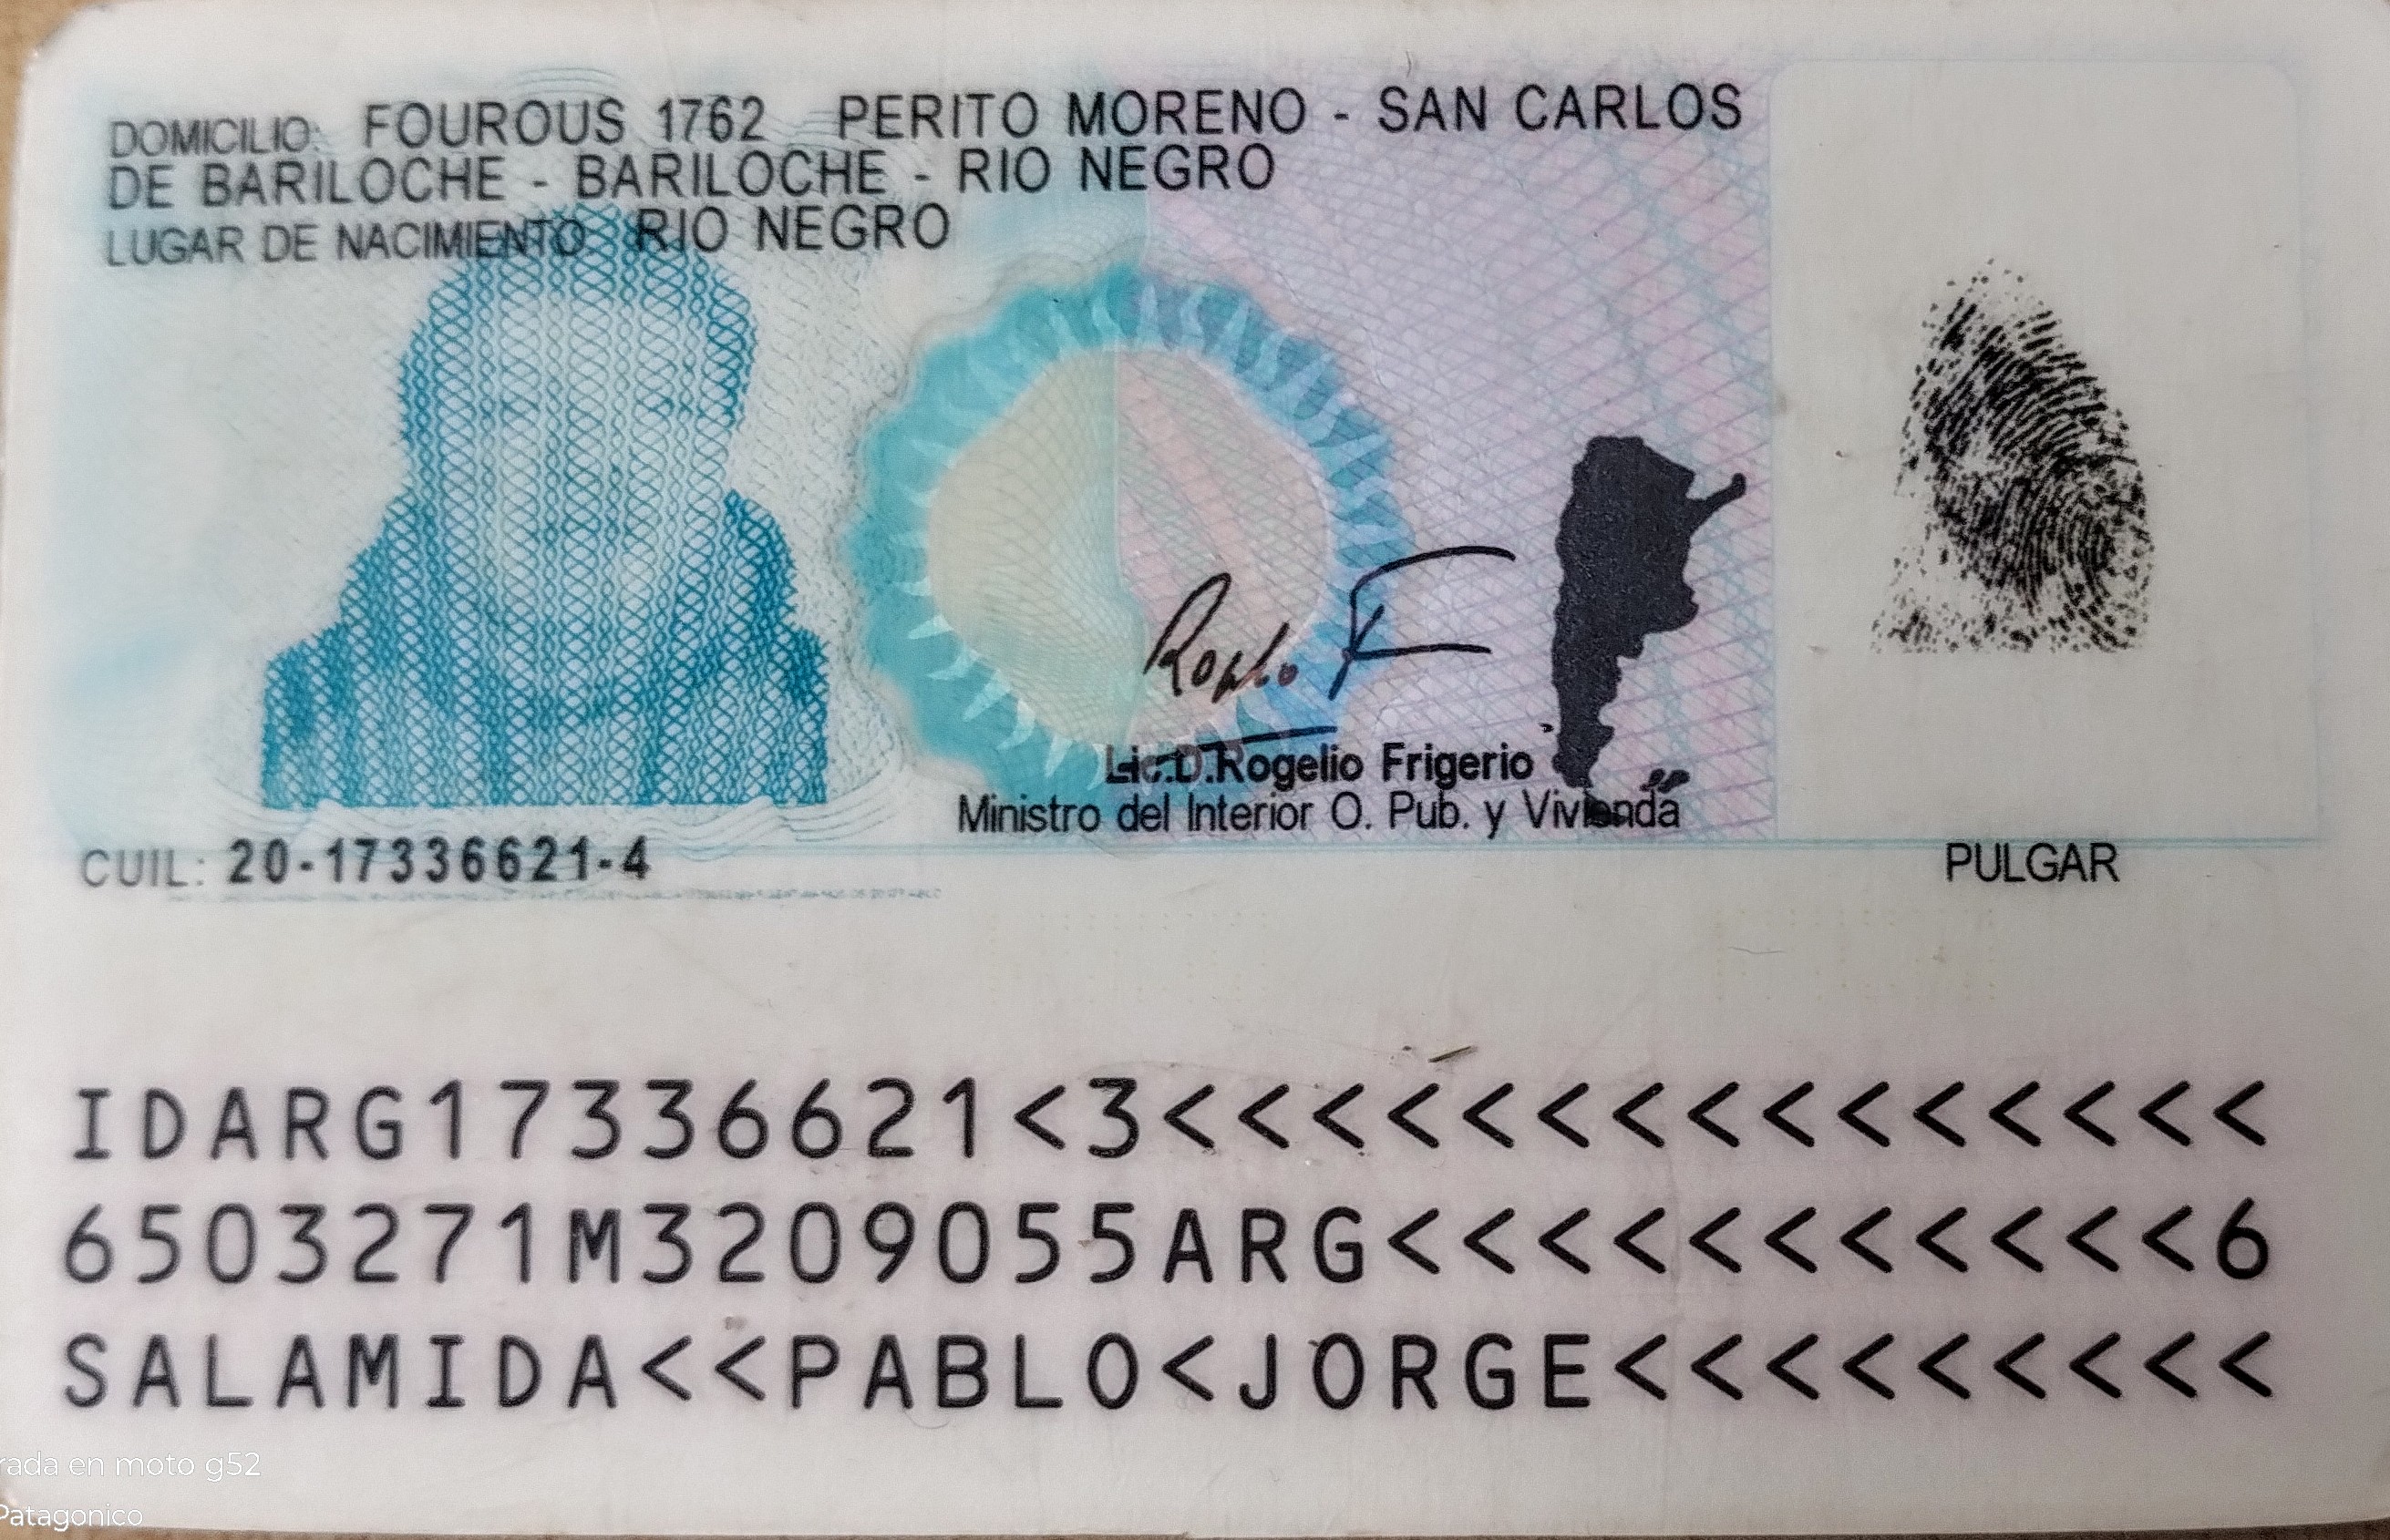 DOMICILIO: FOUROUS 1762 PERITO MORENO - SAN CARLOS
DE BARILOCHE - BARILOCHE - RIO NEGRO
LUGAR DE NACIMIENTO RIO NEGRO
Lic.D.Rogelio Frigerio
Ministro del Interior O. Pub. y Vivienda
CUIL: 20-17336621-4
PULGAR
IDARG17336621<3<<<<<<<<<<<<<<<
6503271M3209055ARG<<<<<<<<<<<6
SALAMIDA<<PABLO<JORGE<<<<<<<<<
en moto g52
Patagonico